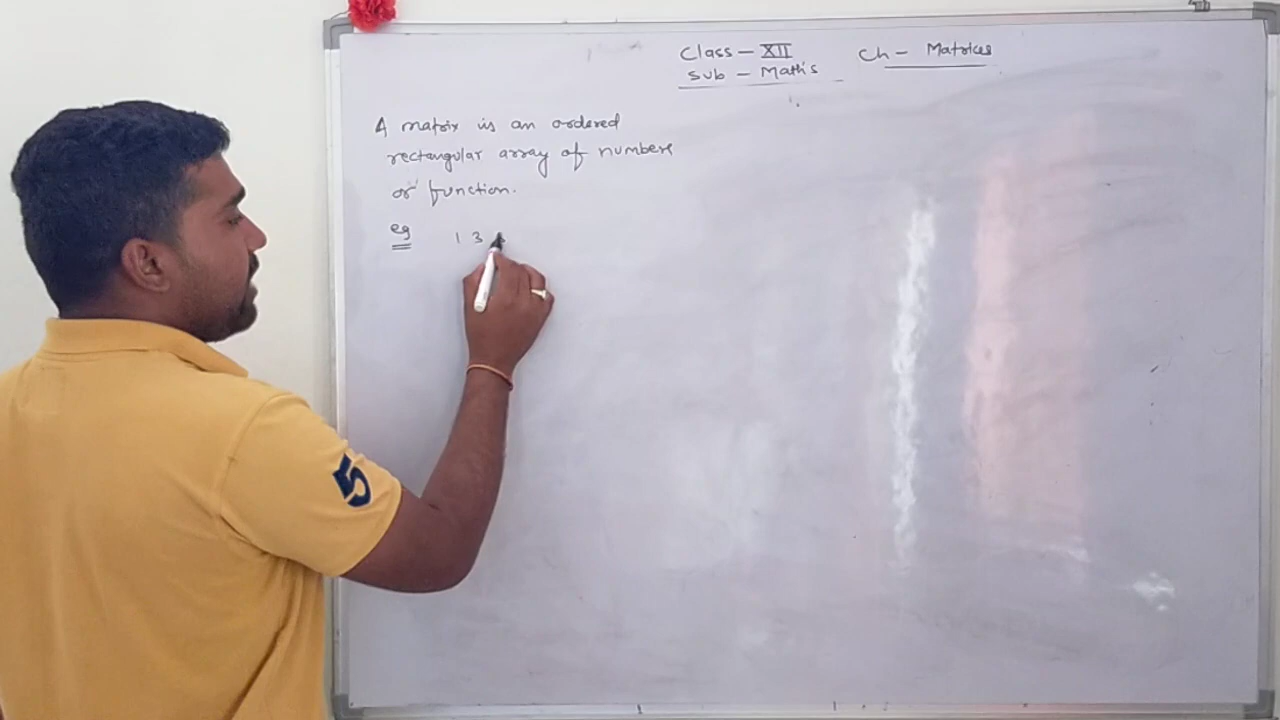 Class - XII Ch - Matrices
Sub - Maths
A matrix is an ordered
rectangular array of numbers
or function.
eg 1 3
5